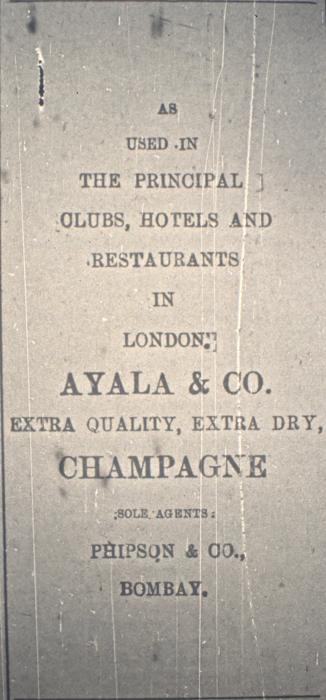 AS
USED IN
THE PRINCIPAL
CLUBS, HOTELS AND
RESTAURANTS
IN
LONDON.
AYALA & CO.
EXTRA QUALITY, EXTRA DRY,
CHAMPAGNE
SOLE AGENTS:
PHIPSON & CO.,
BOMBAY.